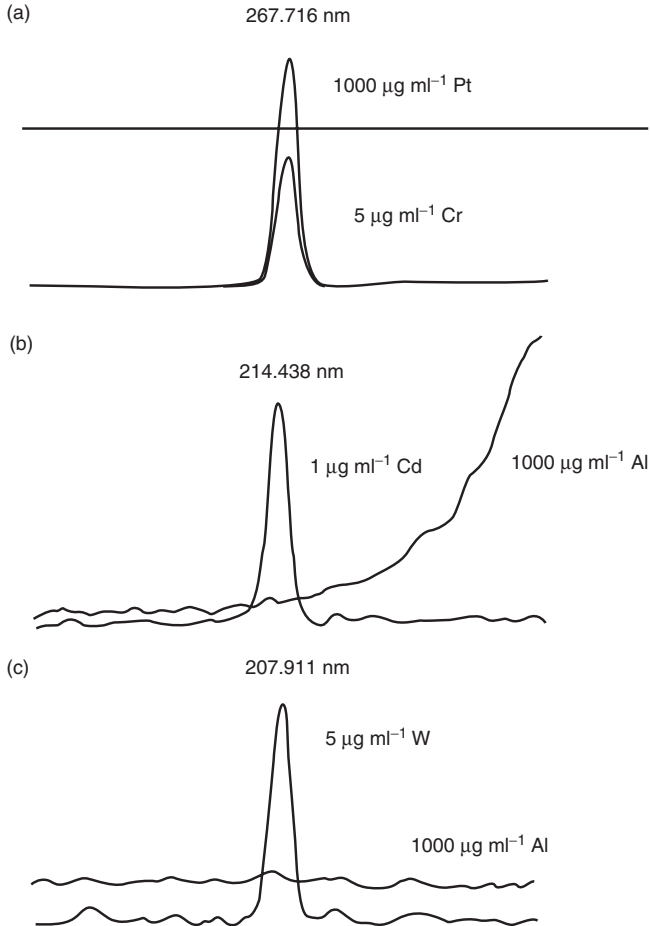 (a)
267.716 nm
1000 μg ml⁻¹ Pt
5 μg ml⁻¹ Cr
(b)
214.438 nm
1 μg ml⁻¹ Cd
1000 μg ml⁻¹ Al
(c)
207.911 nm
5 μg ml⁻¹ W
1000 μg ml⁻¹ Al